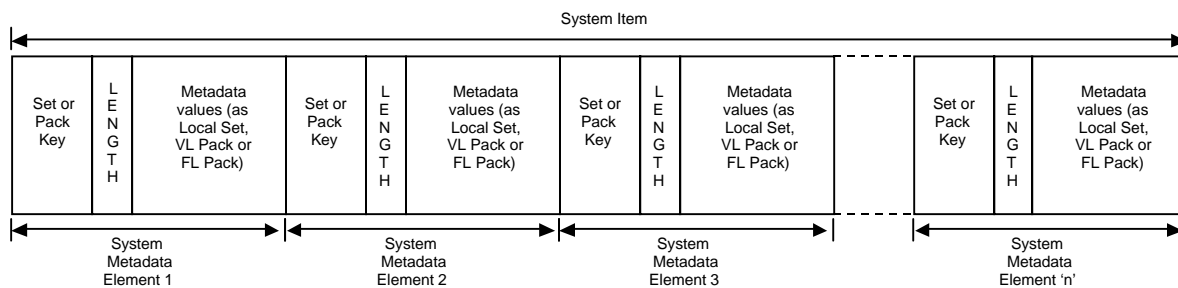 System Item
Set or
Pack
Key
L
E
N
G
T
H
Metadata
values (as
Local Set,
VL Pack or
FL Pack)
Set or
Pack
Key
L
E
N
G
T
H
Metadata
values (as
Local Set,
VL Pack or
FL Pack)
Set or
Pack
Key
L
E
N
G
T
H
Metadata
values (as
Local Set,
VL Pack or
FL Pack)
Set or
Pack
Key
L
E
N
G
T
H
Metadata
values (as
Local Set,
VL Pack or
FL Pack)
System
Metadata
Element 1
System
Metadata
Element 2
System
Metadata
Element 3
System
Metadata
Element ‘n’